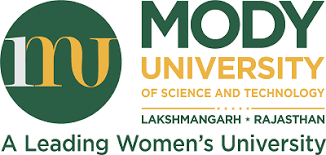 mu
MODY
UNIVERSITY
OF SCIENCE AND TECHNOLOGY
LAKSHMANGARH • RAJASTHAN
A Leading Women's University